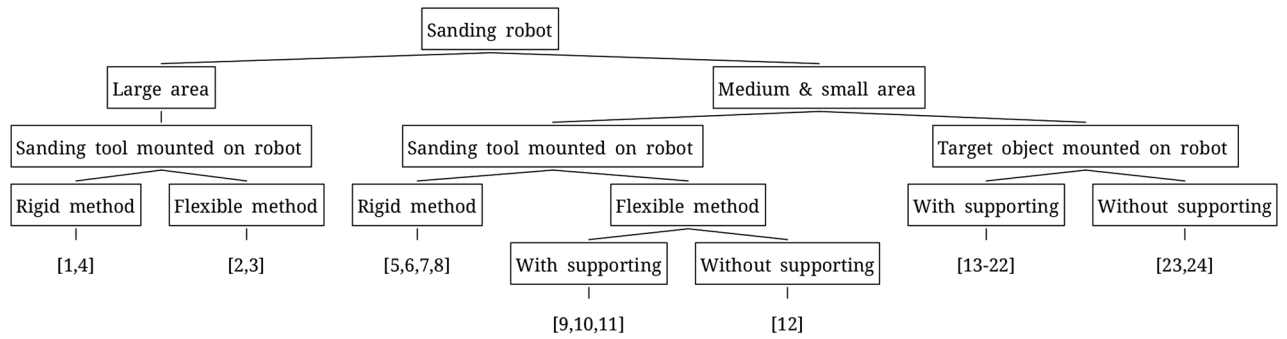 Sanding robot
Large area
Medium & small area
Sanding tool mounted on robot
Sanding tool mounted on robot
Target object mounted on robot
Rigid method
Flexible method
Rigid method
Flexible method
With supporting
Without supporting
[1,4]
[2,3]
[5,6,7,8]
With supporting
Without supporting
[13-22]
[23,24]
[9,10,11]
[12]